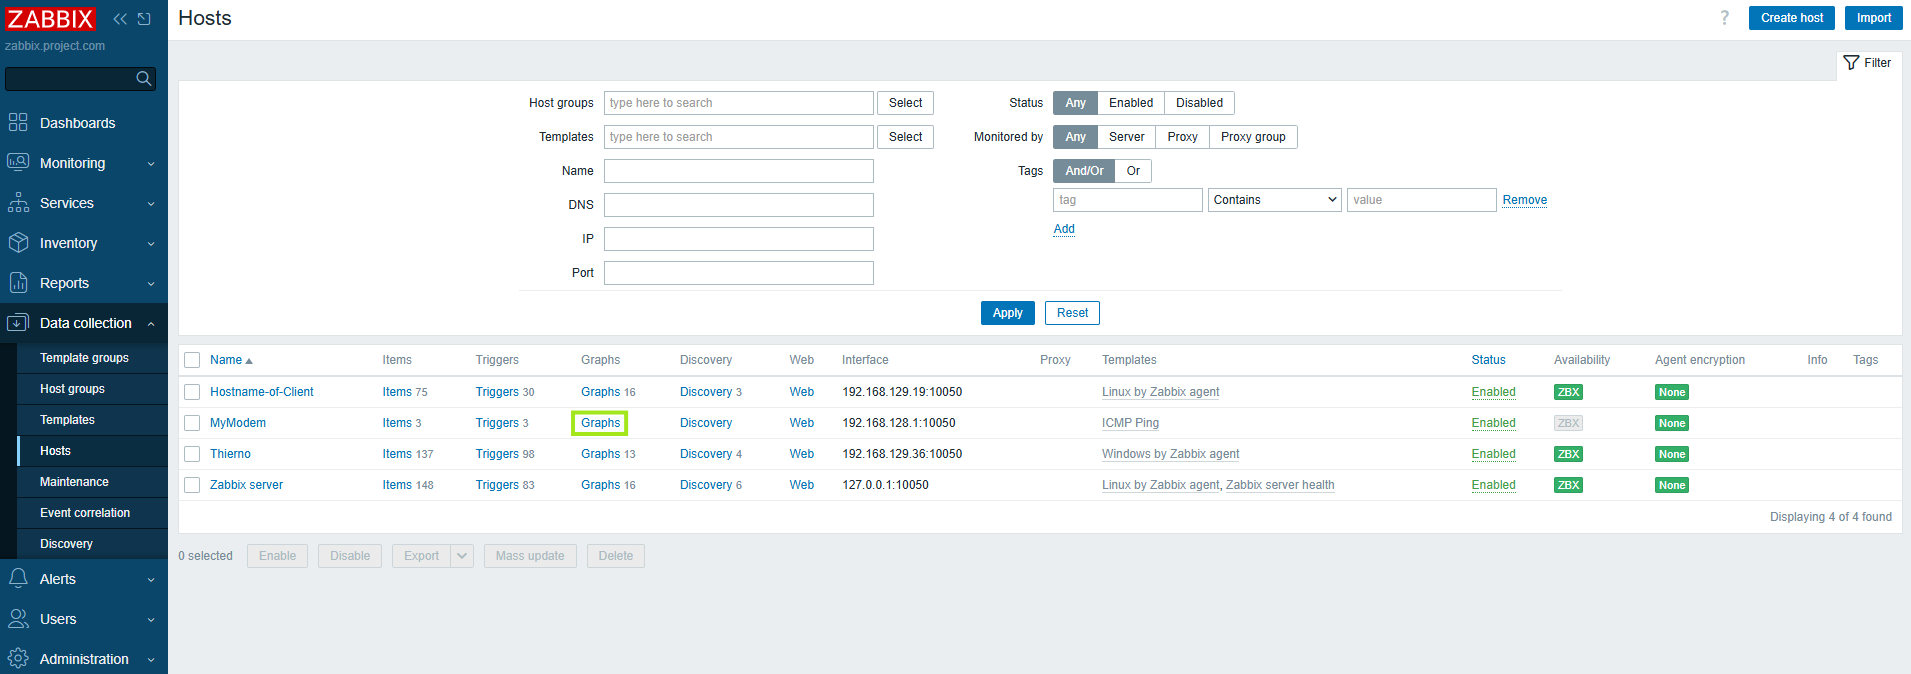 ZABBIX
Hosts
?
Create host
Import
zabbix.project.com
Filter
Host groups type here to search Select
Status Any Enabled Disabled
Templates type here to search Select
Monitored by Any Server Proxy Proxy group
Name
Tags And/Or Or
DNS
tag Contains value Remove
IP
Add
Port
Apply Reset
Dashboards
Monitoring
Services
Inventory
Reports
Data collection
Template groups
Host groups
Templates
Hosts
Maintenance
Event correlation
Discovery
Alerts
Users
Administration
Name Items Triggers Graphs Discovery Web Interface Proxy Templates Status Availability Agent encryption Info Tags
Hostname-of-Client Items 75 Triggers 30 Graphs 16 Discovery 3 Web 192.168.129.19:10050 Linux by Zabbix agent Enabled ZBX None
MyModem Items 3 Triggers 3 Graphs Discovery Web 192.168.128.1:10050 ICMP Ping Enabled ZBX None
Thierno Items 137 Triggers 98 Graphs 13 Discovery 4 Web 192.168.129.36:10050 Windows by Zabbix agent Enabled ZBX None
Zabbix server Items 148 Triggers 83 Graphs 16 Discovery 6 Web 127.0.0.1:10050 Linux by Zabbix agent, Zabbix server health Enabled ZBX None
Displaying 4 of 4 found
0 selected Enable Disable Export Mass update Delete